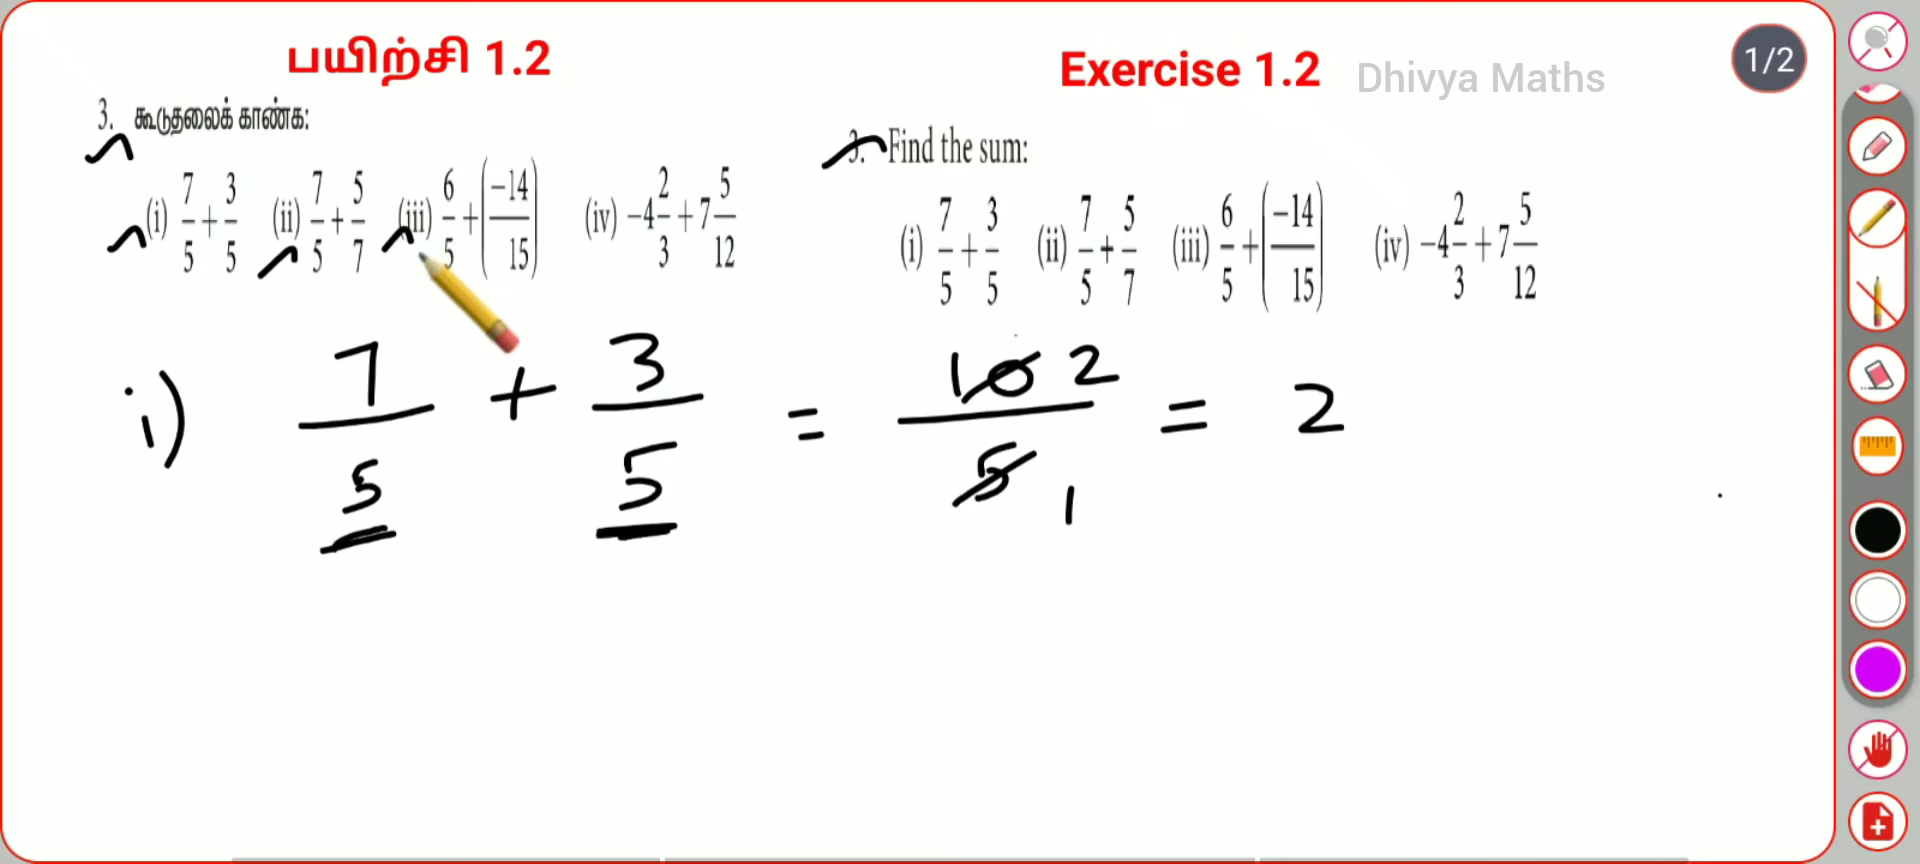 பயிற்சி 1.2
Exercise 1.2 Dhivya Maths
1/2
3. கூடுதலைக் காண்க:
(i) 7/5 + 3/5 (ii) 7/5 + 5/7 (iii) 6/5 + (-14/15) (iv) -4 2/3 + 7 5/12
3. Find the sum:
(i) 7/5 + 3/5 (ii) 7/5 + 5/7 (iii) 6/5 + (-14/15) (iv) -4 2/3 + 7 5/12
i) 7/5 + 3/5 = 10 2/5 1 = 2